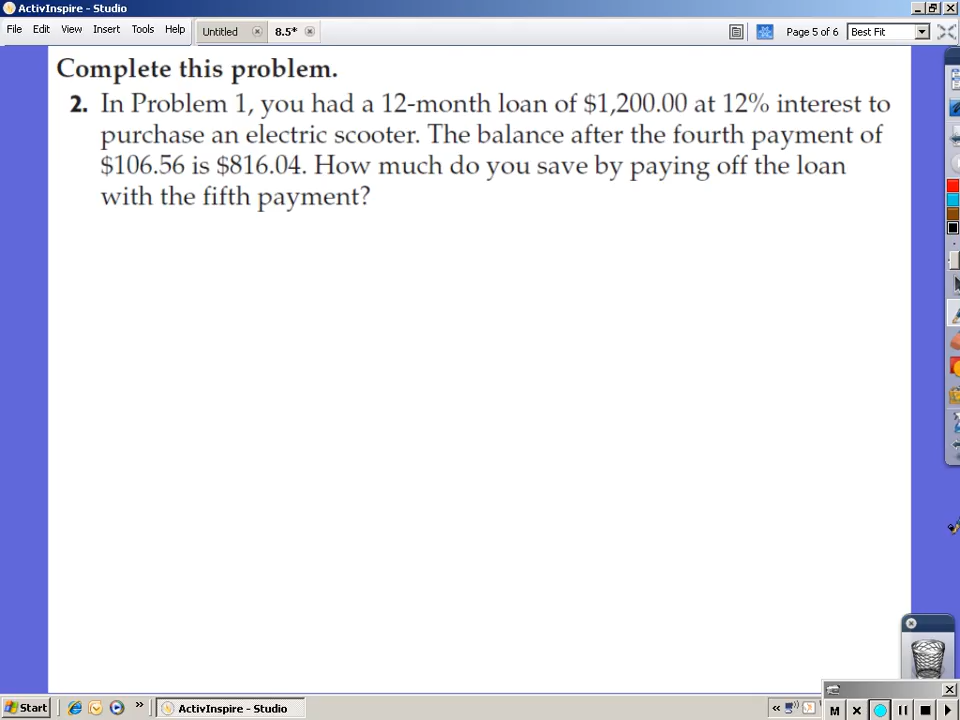 ActivInspire - Studio
File Edit View Insert Tools Help Untitled 8.5* Page 5 of 6 Best Fit
Complete this problem.
2. In Problem 1, you had a 12-month loan of $1,200.00 at 12% interest to
purchase an electric scooter. The balance after the fourth payment of
$106.56 is $816.04. How much do you save by paying off the loan
with the fifth payment?
Start ActivInspire - Studio M